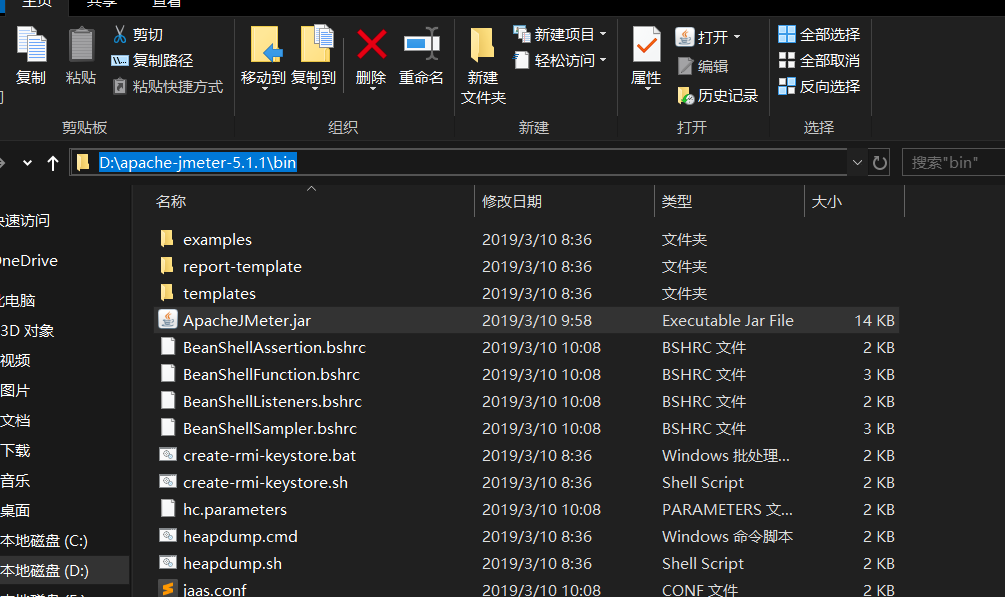 主页 共享 查看
复制 粘贴 剪切 复制路径 粘贴快捷方式
剪贴板
移动到 复制到 删除 重命名
组织
新建文件夹 新建项目 轻松访问
新建
属性 打开 编辑 历史记录
打开
全部选择 全部取消 反向选择
选择
D:\apache-jmeter-5.1.1\bin
搜索"bin"
名称 修改日期 类型 大小
快速访问
OneDrive
此电脑
3D 对象
视频
图片
文档
下载
音乐
桌面
本地磁盘 (C:)
本地磁盘 (D:)
examples 2019/3/10 8:36 文件夹
report-template 2019/3/10 8:36 文件夹
templates 2019/3/10 8:36 文件夹
ApacheJMeter.jar 2019/3/10 9:58 Executable Jar File 14 KB
BeanShellAssertion.bshrc 2019/3/10 10:08 BSHRC 文件 2 KB
BeanShellFunction.bshrc 2019/3/10 10:08 BSHRC 文件 3 KB
BeanShellListeners.bshrc 2019/3/10 10:08 BSHRC 文件 2 KB
BeanShellSampler.bshrc 2019/3/10 10:08 BSHRC 文件 3 KB
create-rmi-keystore.bat 2019/3/10 8:36 Windows 批处理... 2 KB
create-rmi-keystore.sh 2019/3/10 8:36 Shell Script 2 KB
hc.parameters 2019/3/10 10:08 PARAMETERS 文... 2 KB
heapdump.cmd 2019/3/10 8:36 Windows 命令脚本 2 KB
heapdump.sh 2019/3/10 8:36 Shell Script 2 KB
jaas.conf 2019/3/10 10:08 CONF 文件 2 KB